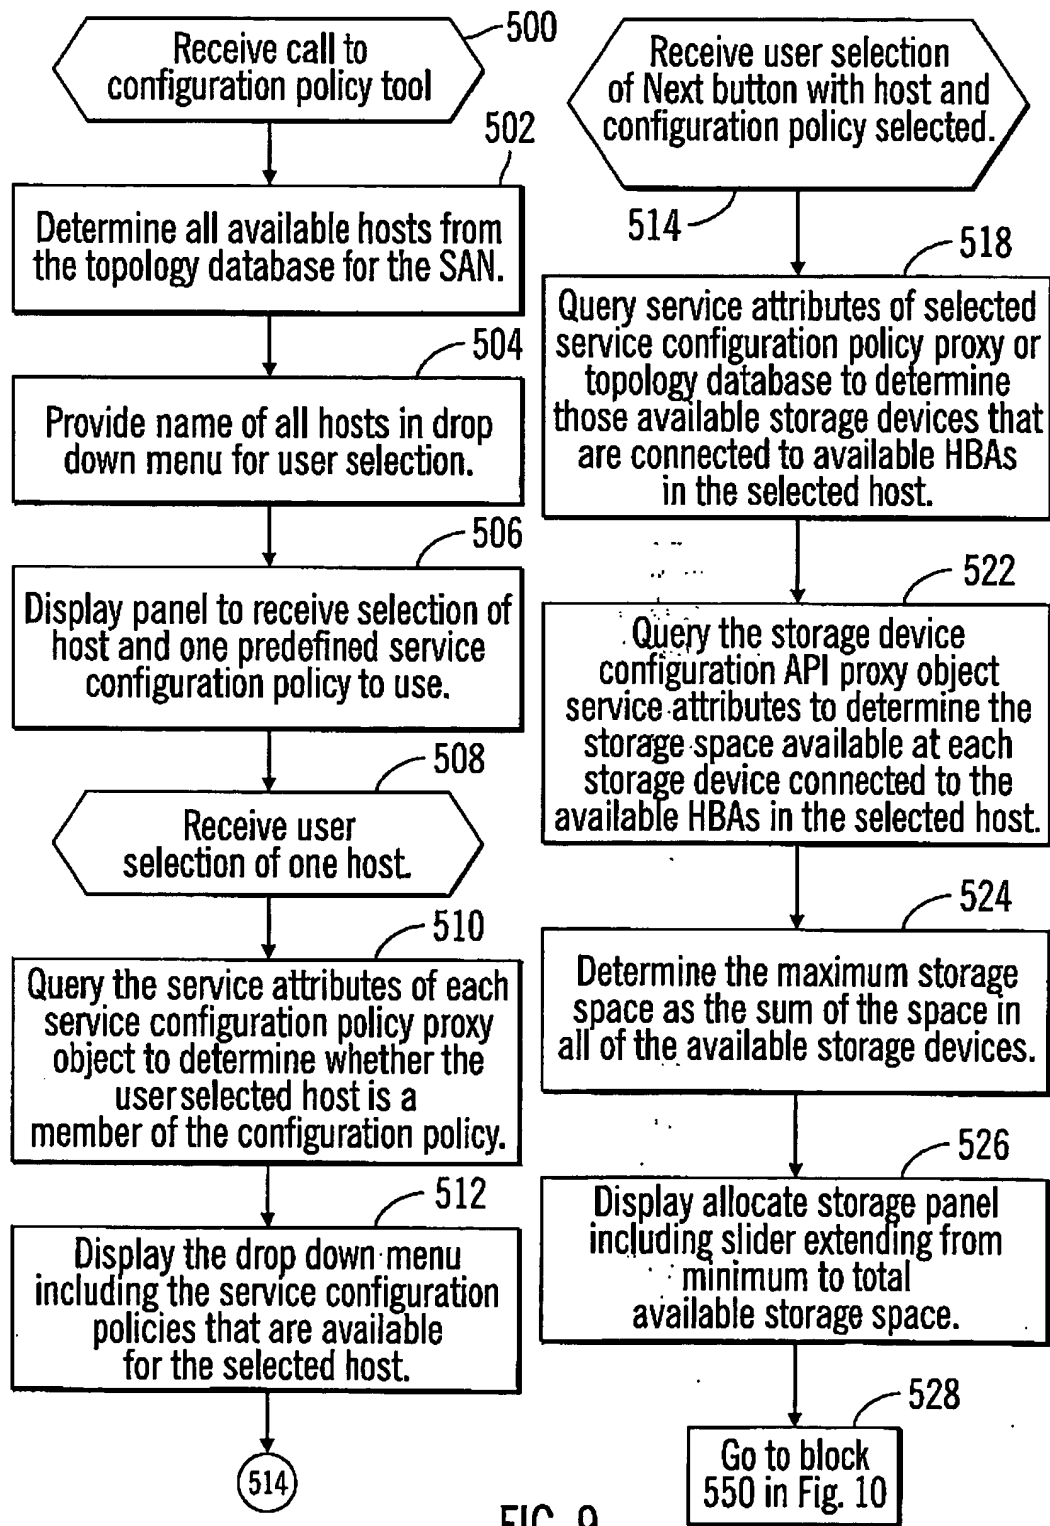 500
Receive call to
configuration policy tool
502
Determine all available hosts from
the topology database for the SAN.
504
Provide name of all hosts in drop
down menu for user selection.
506
Display panel to receive selection of
host and one predefined service
configuration policy to use.
508
Receive user
selection of one host.
510
Query the service attributes of each
service configuration policy proxy
object to determine whether the
user selected host is a
member of the configuration policy.
512
Display the drop down menu
including the service configuration
policies that are available
for the selected host.
514
Receive user selection
of Next button with host and
configuration policy selected.
514
518
Query service attributes of selected
service configuration policy proxy or
topology database to determine
those available storage devices that
are connected to available HBAs
in the selected host.
522
Query the storage device
configuration API proxy object
service attributes to determine the
storage space available at each
storage device connected to the
available HBAs in the selected host.
524
Determine the maximum storage
space as the sum of the space in
all of the available storage devices.
526
Display allocate storage panel
including slider extending from
minimum to total
available storage space.
528
Go to block
550 in Fig. 10
FIG. 9